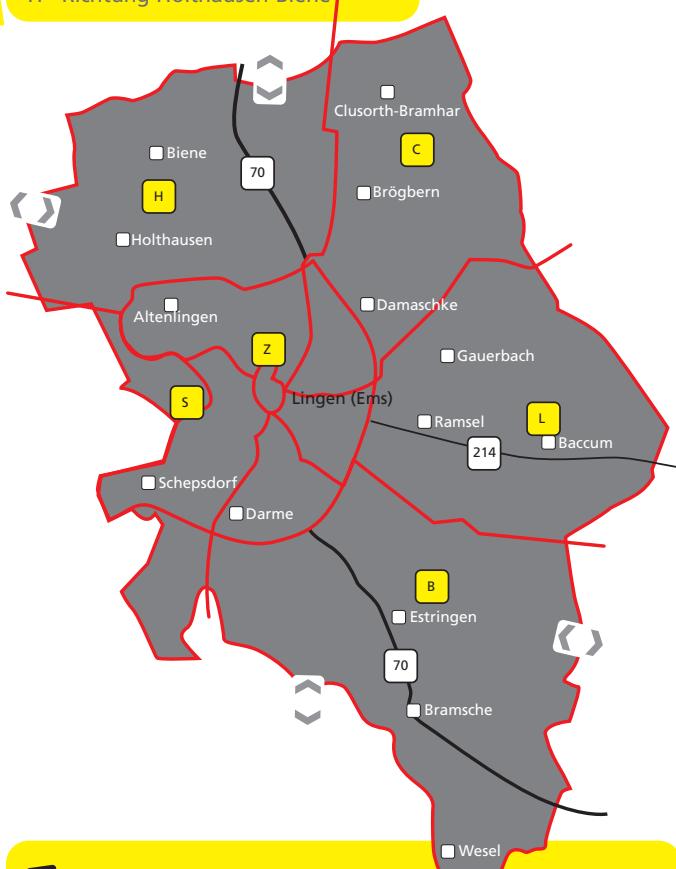 H Richtung Holthausen-Biene
Clusorth-Bramhar
C
Biene
70
H
Brögbern
Holthausen
Damaschke
Altenlingen
Z
Gauerbach
Lingen (Ems)
S
L
Ramsel
Baccum
214
Schepsdorf
Darme
B
Estringen
70
Bramsche
Wesel